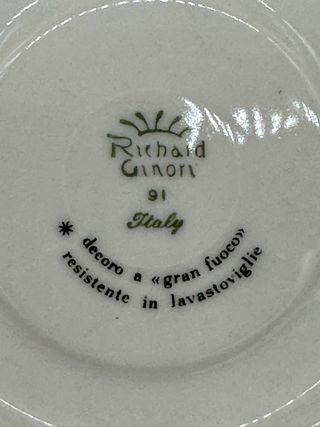 Richard
Ginori
91
Italy
* decoro a «gran fuoco»
resistente in lavastoviglie